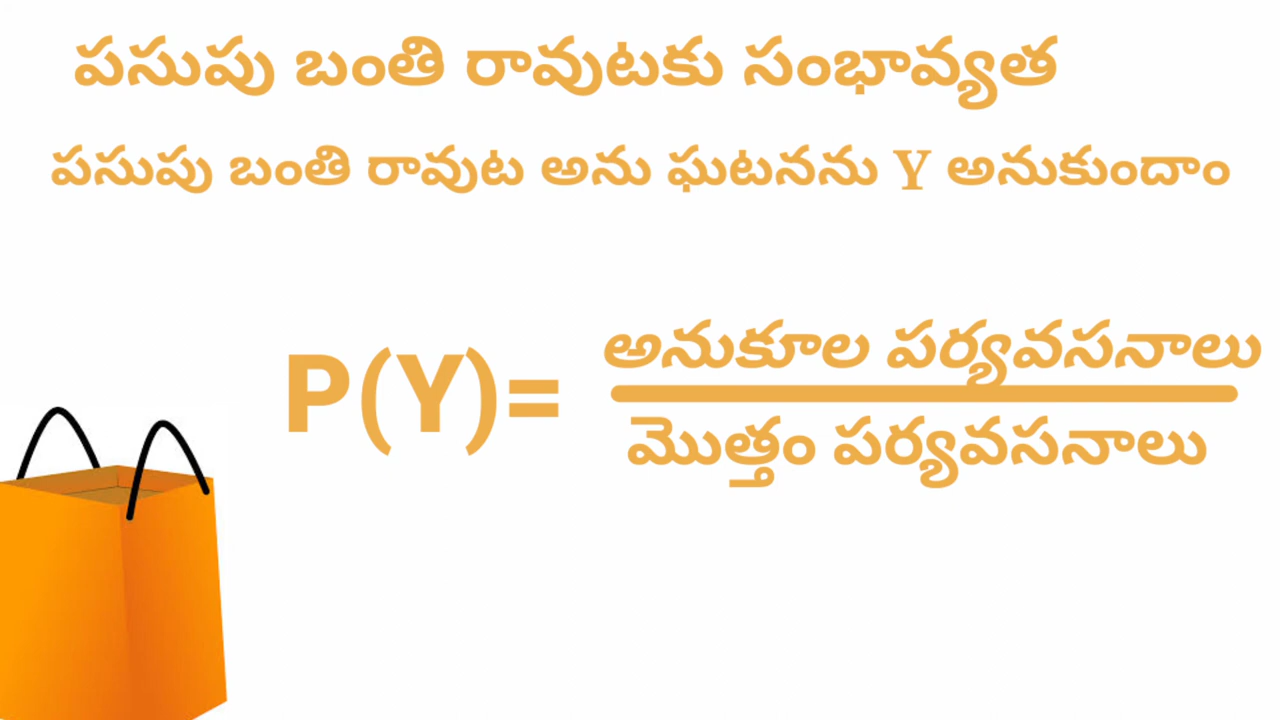 పసుపు బంతి రావుటకు సంభావ్యత
పసుపు బంతి రావుట అను ఘటనను Y అనుకుందాం
P(Y)=
అనుకూల పర్యవసనాలు
మొత్తం పర్యవసనాలు